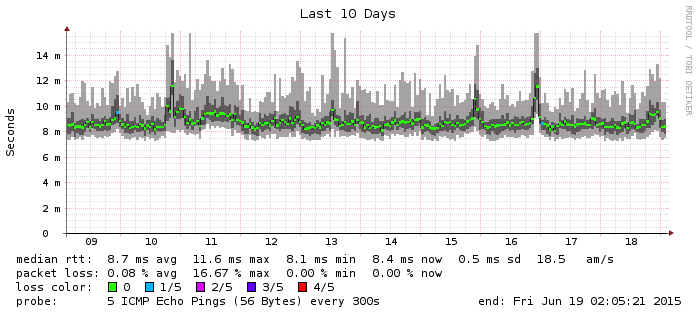 Last 10 Days
RRDTOOL / TOBI OETIKER
Seconds
14 m
12 m
10 m
8 m
6 m
4 m
2 m
0
09 10 11 12 13 14 15 16 17 18
median rtt: 8.7 ms avg 11.6 ms max 8.1 ms min 8.4 ms now 0.5 ms sd 18.5 am/s
packet loss: 0.08 % avg 16.67 % max 0.00 % min 0.00 % now
loss color: 0 1/5 2/5 3/5 4/5
probe: 5 ICMP Echo Pings (56 Bytes) every 300s end: Fri Jun 19 02:05:21 2015